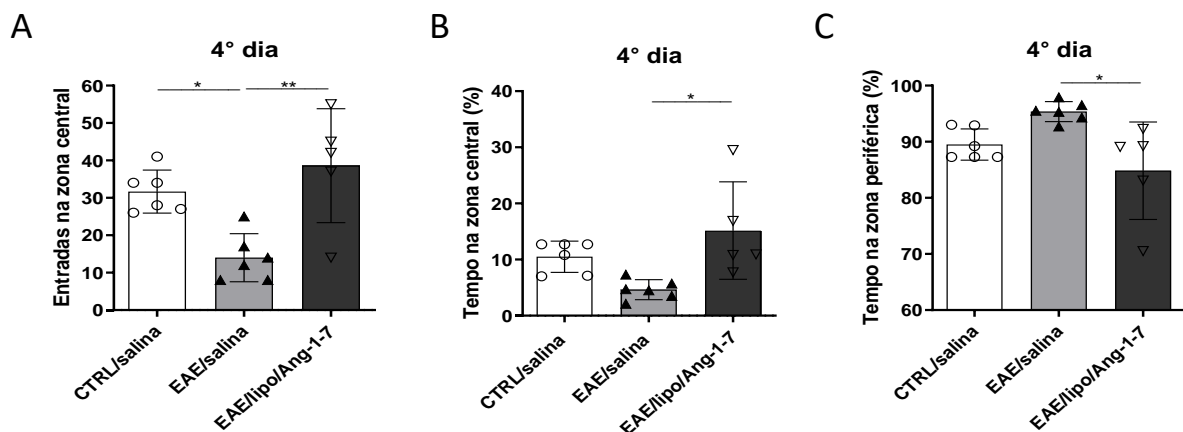 A
4° dia
Entradas na zona central
60
50
40
30
20
10
0
*
**
CTRL/salina
EAE/salina
EAE/lipo/Ang-1-7
B
4° dia
Tempo na zona central (%)
40
30
20
10
0
*
CTRL/salina
EAE/salina
EAE/lipo/Ang-1-7
C
4° dia
Tempo na zona periférica (%)
100
90
80
70
60
*
CTRL/salina
EAE/salina
EAE/lipo/Ang-1-7